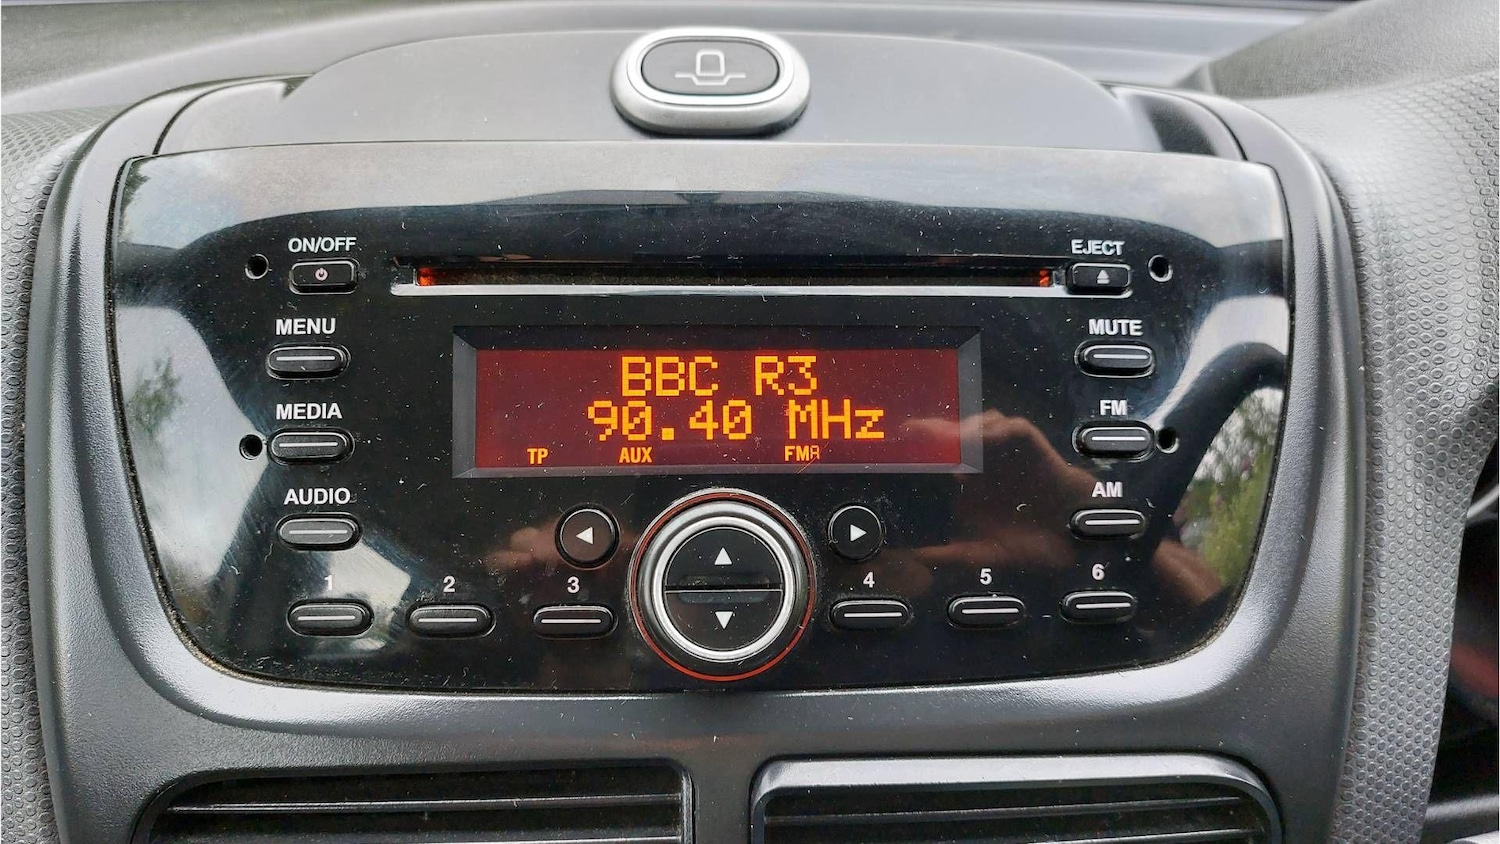 ON/OFF
EJECT
MENU
MUTE
BBC R3
90.40 MHz
MEDIA
FM
TP AUX FM
AUDIO
AM
1 2 3 4 5 6